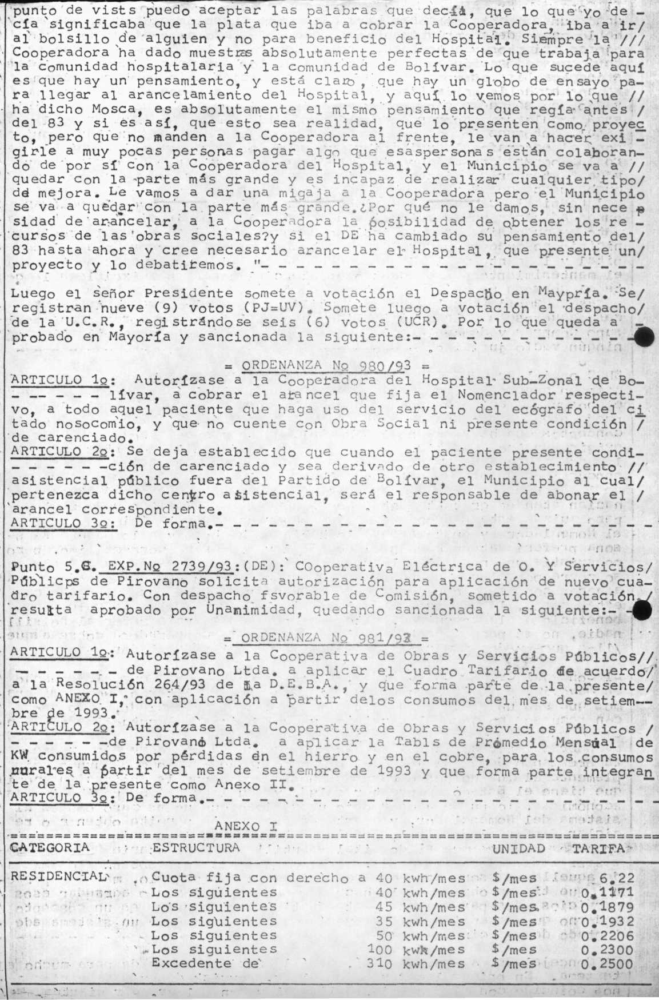 punto de vists puedo aceptar las palabras que decía, que lo que yo de -
cía significaba que la plata que iba a cobrar la Cooperadora, iba a ir/
al bolsillo de alguien y no para beneficio del Hospital. Siempre la ///
Cooperadora ha dado muestras absolutamente perfectas de que trabaja para
la comunidad hospitalaria y la comunidad de Bolívar. Lo que sucede aquí
es que hay un pensamiento, y está claro, que hay un globo de ensayo pa-
ra llegar al arancelamiento del Hospital, y aquí lo vemos por lo que //
ha dicho Mosca, es absolutamente el mismo pensamiento que regía antes /
del 83 y si es así, que esto sea realidad, que lo presenten como proyec
to, pero que no manden a la Cooperadora al frente, le van a hacer exi -
girle a muy pocas personas pagar algo que esaspersonas están colaboran-
do de por sí con la Cooperadora del Hospital, y el Municipio se va a //
quedar con la parte más grande y es incapaz de realizar cualquier tipo/
de mejora. Le vamos a dar una migaja a la Cooperadora pero el Municipio
se va a quedar con la parte más grande.¿Por qué no le damos, sin nece -
sidad de arancelar, a la Cooperadora la posibilidad de obtener los re -
cursos de las obras sociales?y si el DE ha cambiado su pensamiento del/
83 hasta ahora y cree necesario arancelar el Hospital, que presente un/
proyecto y lo debatiremos. "- - - - - - - - - - - - - - - - - - - - -
Luego el señor Presidente somete a votación el Despacho en Maypría. Se/
registran nueve (9) votos (PJ=UV). Somete luego a votación el despacho/
de la U.C.R., registrándose seis (6) votos (UCR). Por lo que queda a -
probado en Mayoría y sancionada la siguiente:- - - - - - - - - - - - -
= ORDENANZA Nº 980/93 =
ARTICULO 1º: Autorízase a la Cooperadora del Hospital Sub-Zonal de Bo-
- -- - - - lívar, a cobrar el arancel que fija el Nomenclador respecti-
vo, a todo aquel paciente que haga uso del servicio del ecógrafo del ci
tado nosocomio, y que no cuente con Obra Social ni presente condición /
de carenciado.
ARTICULO 2º: Se deja establecido que cuando el paciente presente condi-
- - - - - -ción de carenciado y sea derivado de otro establecimiento //
asistencial público fuera del Partido de Bolívar, el Municipio al cual/
pertenezca dicho centro asistencial, será el responsable de abonar el /
arancel correspondiente.
ARTICULO 3º: De forma.- - - - - - - - - - - - - - - - - - - - - - - -
Punto 5.C. EXP.Nº 2739/93:(DE): COoperativa Eléctrica de O. Y Servicios/
Públicps de Pirovano solicita autorización para aplicación de nuevo cua-
dro tarifario. Con despacho fsvorable de Comisión, sometido a votación /
resulta aprobado por Unanimidad, quedando sancionada la siguiente:- -
= ORDENANZA Nº 981/93 =
ARTICULO 1º: Autorízase a la Cooperativa de Obras y Servicios Públicos//
- - - - - - de Pirovano Ltda. a aplicar el Cuadro Tarifario de acuerdo/
a la Resolución 264/93 de La D.E.B.A., y que forma parte de la presente/
como ANEXO I, con aplicación a partir delos consumos del mes de setiem--
bre de 1993.
ARTICULO 2º: Autorízase a la Cooperativa de Obras y Servicios Públicos /
- - - - - -de Pirovano Ltda. a aplicar la Tabls de Promedio Mensual de
KW consumidos por pérdidas en el hierro y en el cobre, para los consumos
rurales a partir del mes de setiembre de 1993 y que forma parte integran
te de la presente como Anexo II.
ARTICULO 3º: De forma.- - - - - - - - - - - - - - - - - - - - - - - - -
ANEXO I
CATEGORIA ESTRUCTURA UNIDAD TARIFA
RESIDENCIAL Cuota fija con derecho a 40 kwh/mes $/mes 6.22
Los siguientes 40 kwh/mes $/mes 0.1171
Los siguientes 45 kwh/mes $/mes 0.1879
Los siguientes 35 kwh/mes $/mes 0.1932
Los siguientes 50 kwh/mes $/mes 0.2206
Los siguientes 100 kwh/mes $/mes 0.2300
Excedente de 310 kwh/mes $/mes 0.2500